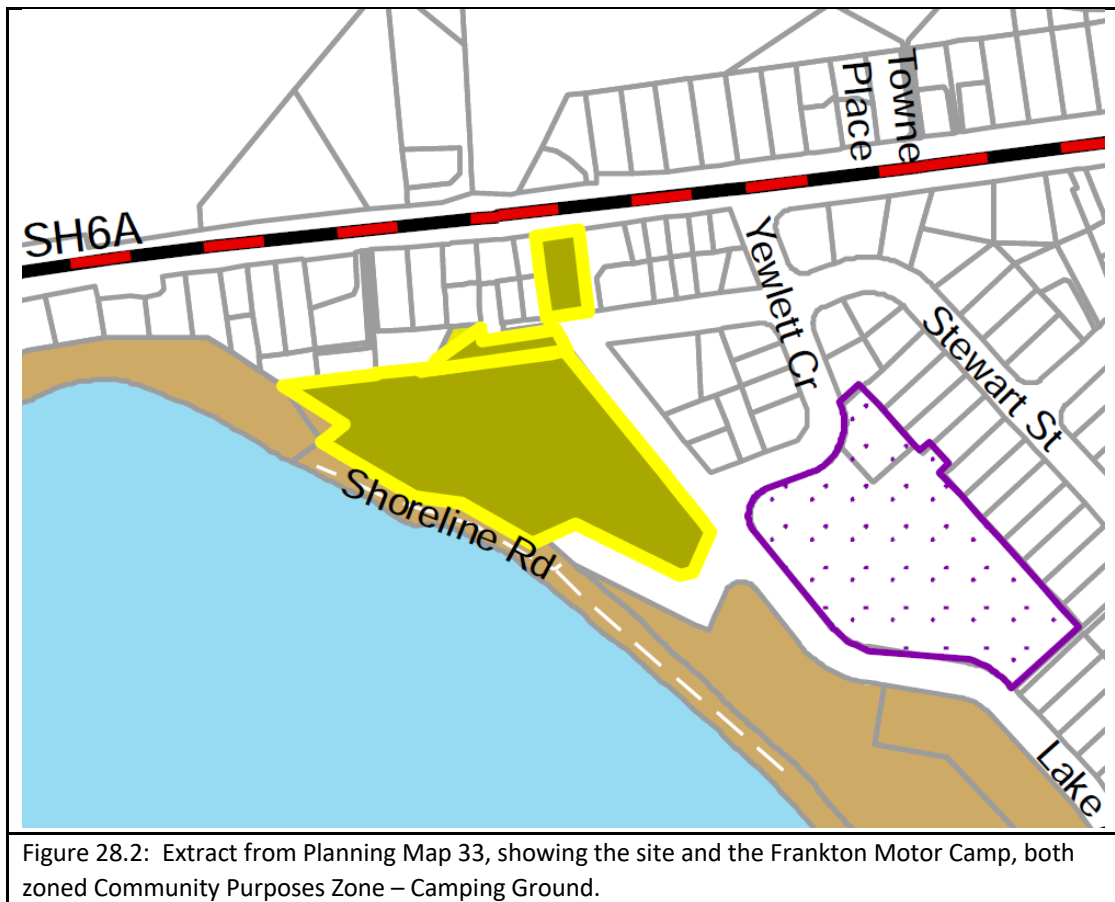 Towne
Place
SH6A
Yewlett Cr
Stewart St
Shoreline Rd
Lake
Figure 28.2:  Extract from Planning Map 33, showing the site and the Frankton Motor Camp, both
zoned Community Purposes Zone – Camping Ground.